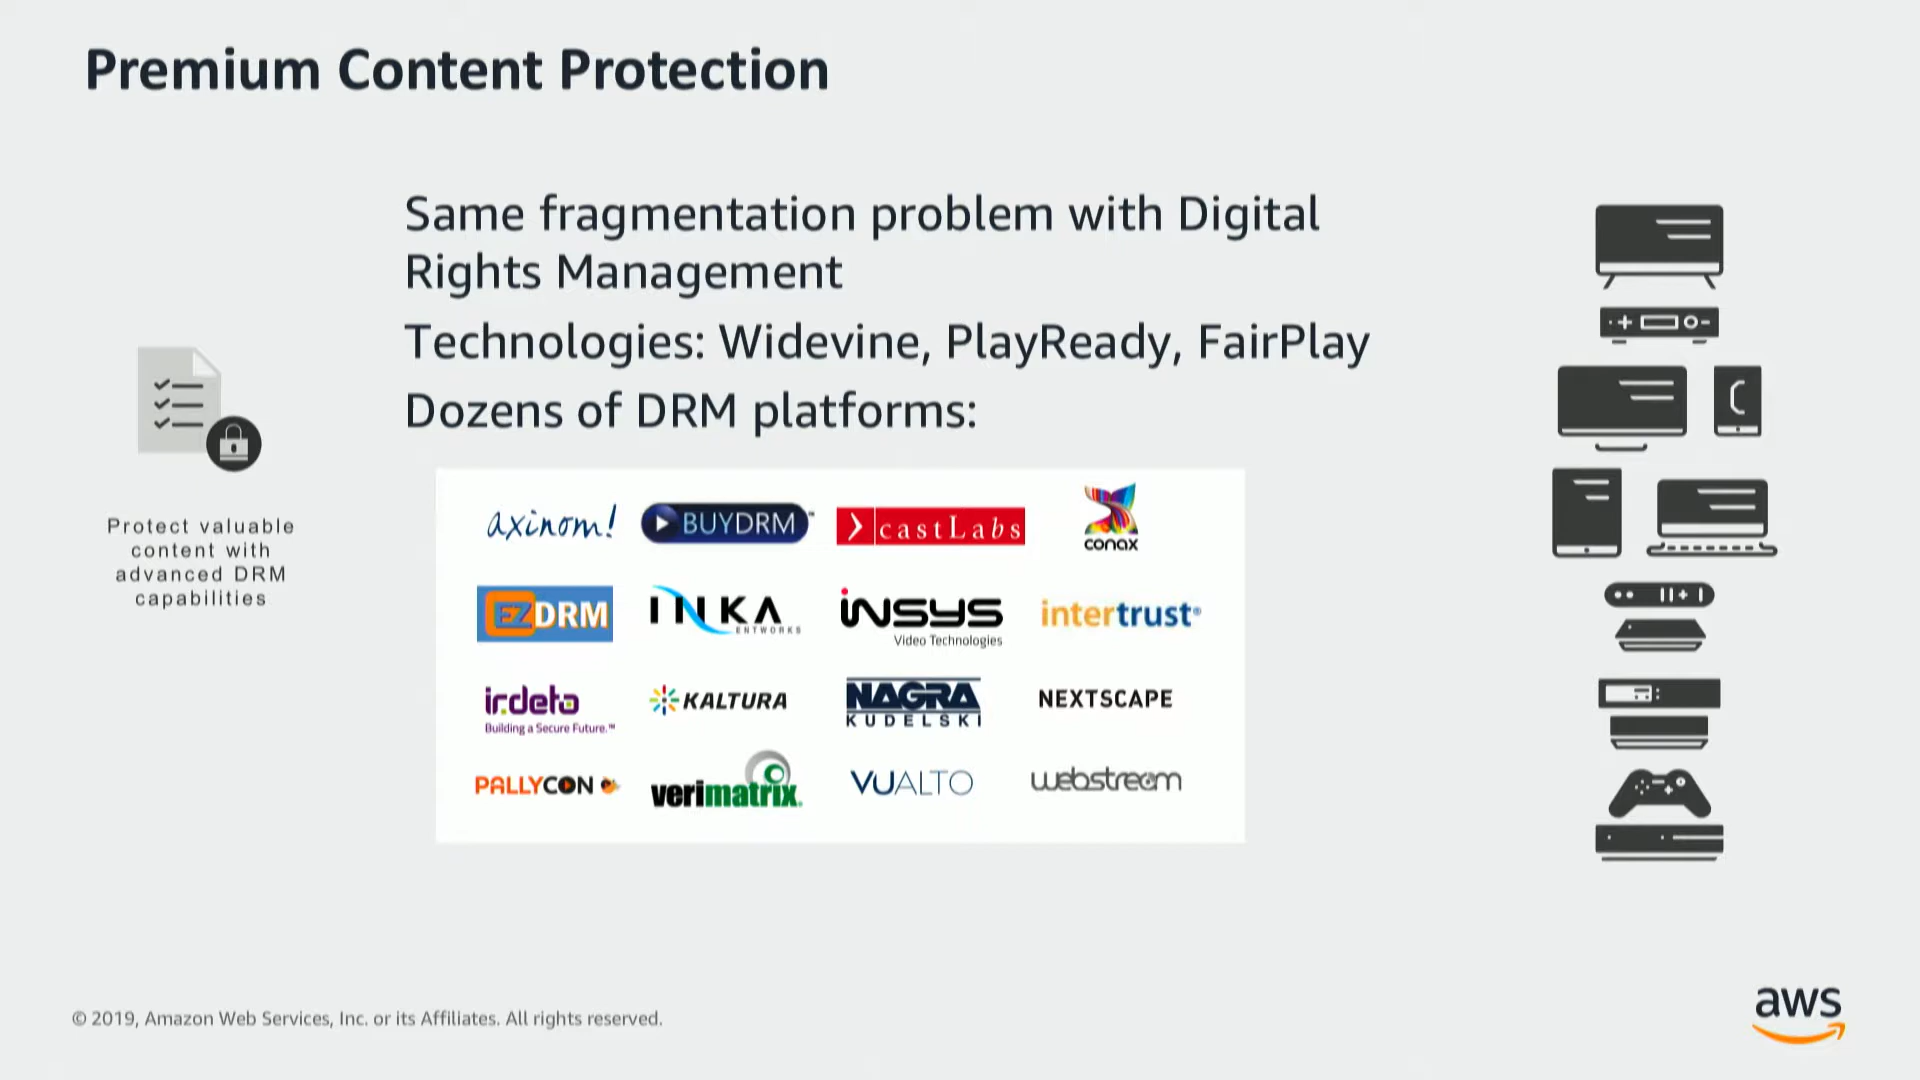 Premium Content Protection
Same fragmentation problem with Digital
Rights Management
Technologies: Widevine, PlayReady, FairPlay
Dozens of DRM platforms:
Protect valuable
content with
advanced DRM
capabilities
axinom!
BUYDRM™
castLabs
conax
EZDRM
INKA
ENTWORKS
insys
Video Technologies
intertrust®
irdeto
Building a Secure Future.™
KALTURA
NAGRA
KUDELSKI
NEXTSCAPE
PALLYCON
verimatrix
VUALTO
webstream
© 2019, Amazon Web Services, Inc. or its Affiliates. All rights reserved.
aws